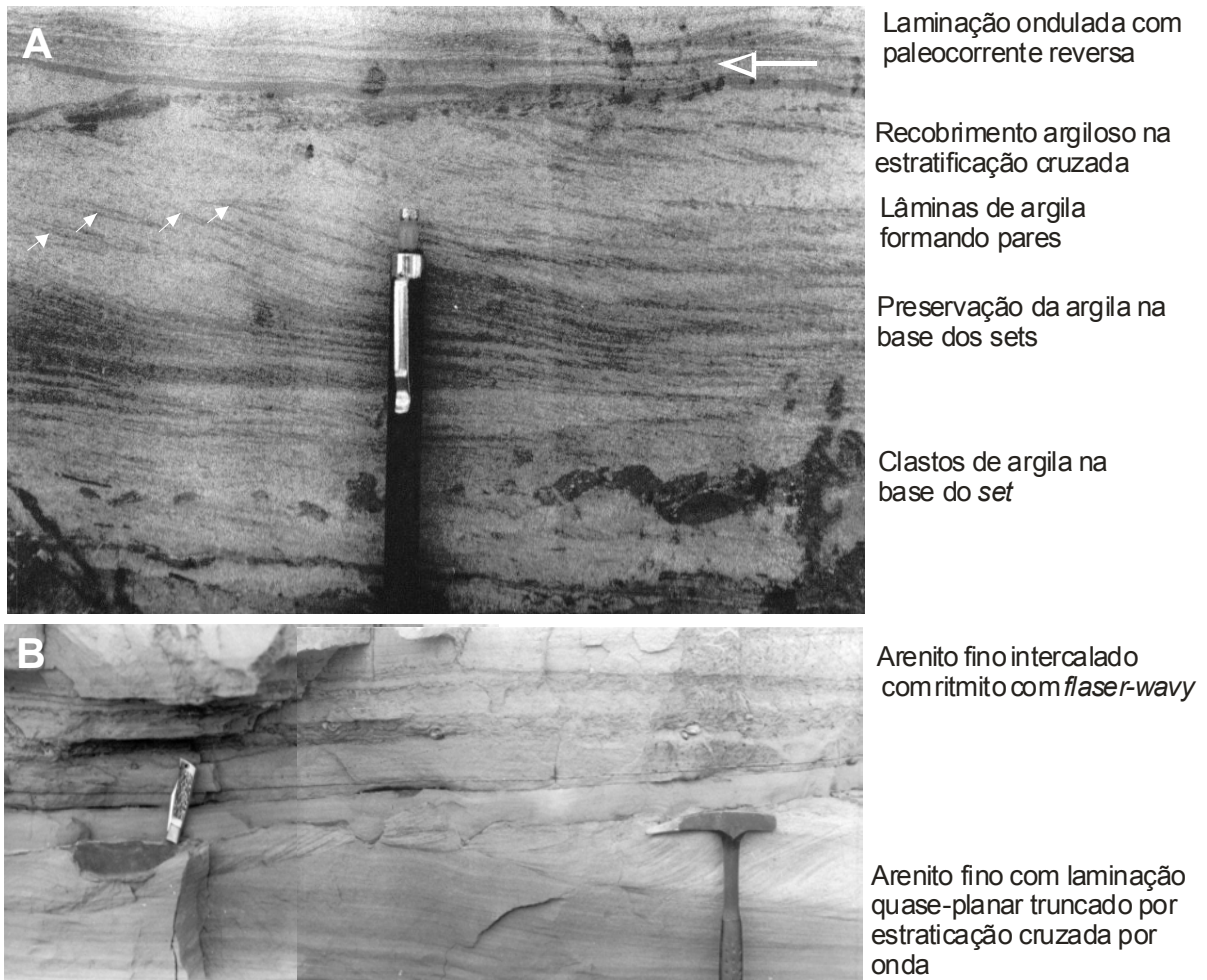 A
Laminação ondulada com
paleocorrente reversa
Recobrimento argiloso na
estratificação cruzada
Lâminas de argila
formando pares
Preservação da argila na
base dos sets
Clastos de argila na
base do set
B
Arenito fino intercalado
com ritmito com flaser-wavy
Arenito fino com laminação
quase-planar truncado por
estraticação cruzada por
onda